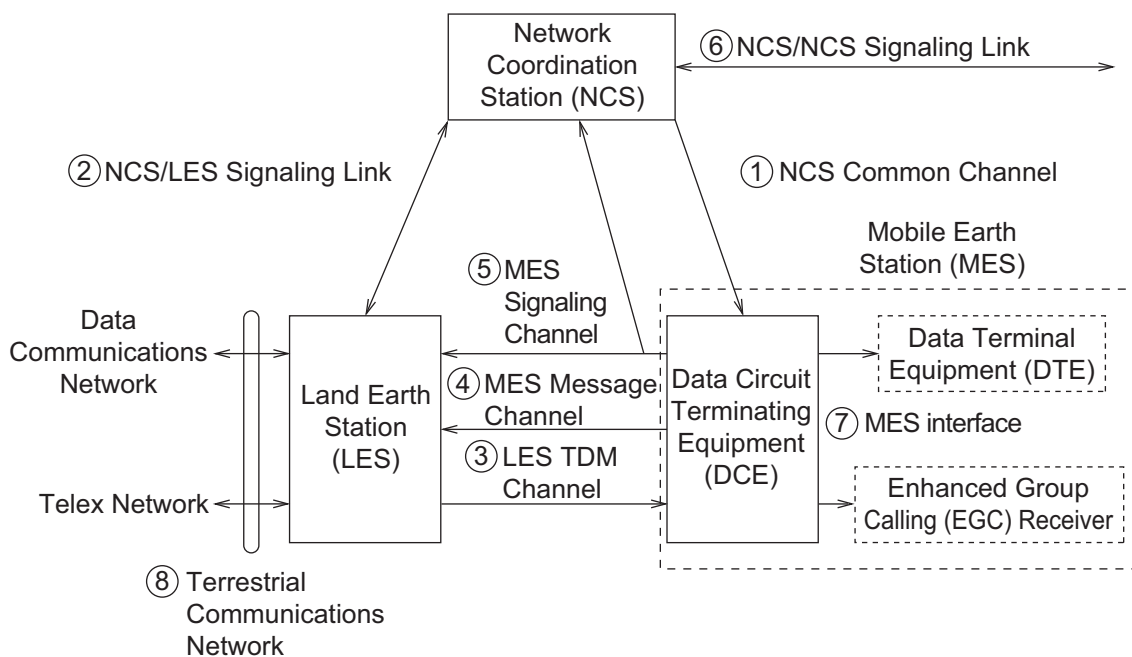 Network
Coordination
Station (NCS)
⑥ NCS/NCS Signaling Link
② NCS/LES Signaling Link
① NCS Common Channel
Mobile Earth
Station (MES)
⑤ MES
Signaling
Channel
Data
Communications
Network
Land Earth
Station
(LES)
④ MES Message
Channel
Data Circuit
Terminating
Equipment
(DCE)
Data Terminal
Equipment (DTE)
⑦ MES interface
③ LES TDM
Channel
Telex Network
Enhanced Group
Calling (EGC) Receiver
⑧ Terrestrial
Communications
Network